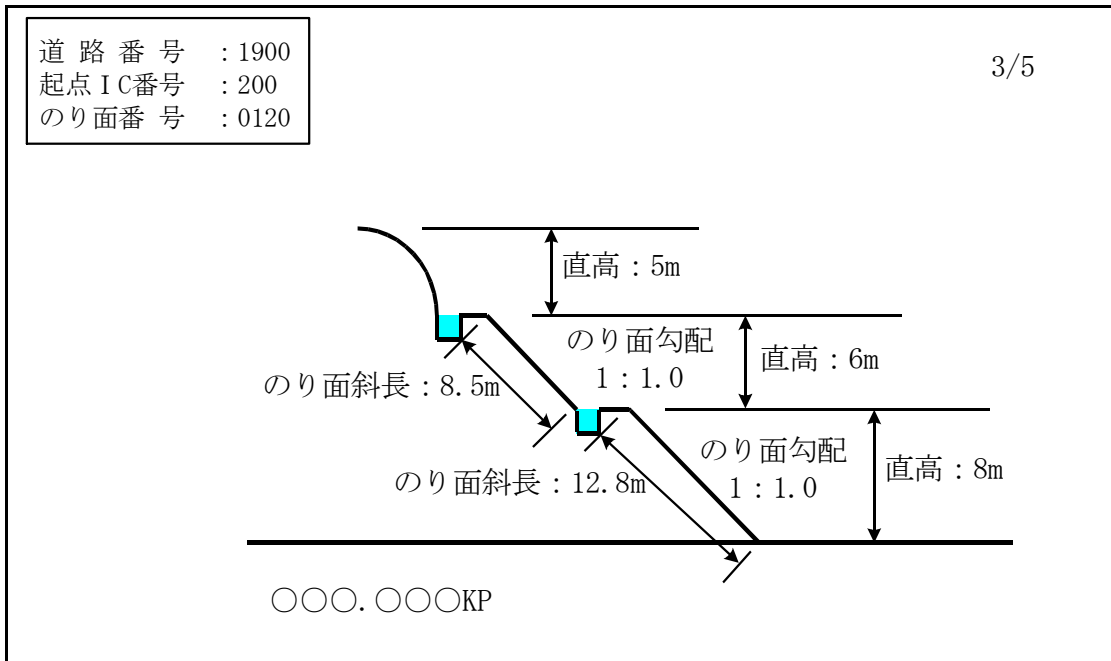 道路番号 :1900
起点IC番号 :200
のり面番号 :0120
3/5
直高:5m
のり面勾配
1:1.0
直高:6m
のり面斜長:8.5m
のり面勾配
1:1.0
直高:8m
のり面斜長:12.8m
○○○.○○○KP